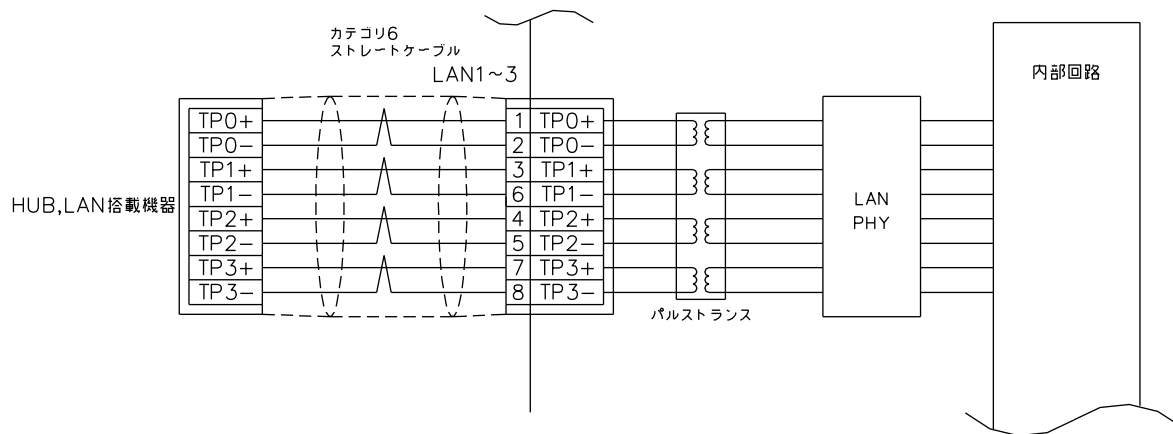 カテゴリ6
ストレートケーブル
LAN1～3
内部回路
TP0+ 1 TP0+
TP0- 2 TP0-
TP1+ 3 TP1+
TP1- 6 TP1-
HUB,LAN搭載機器
TP2+ 4 TP2+
TP2- 5 TP2-
TP3+ 7 TP3+
TP3- 8 TP3-
LAN
PHY
パルストランス